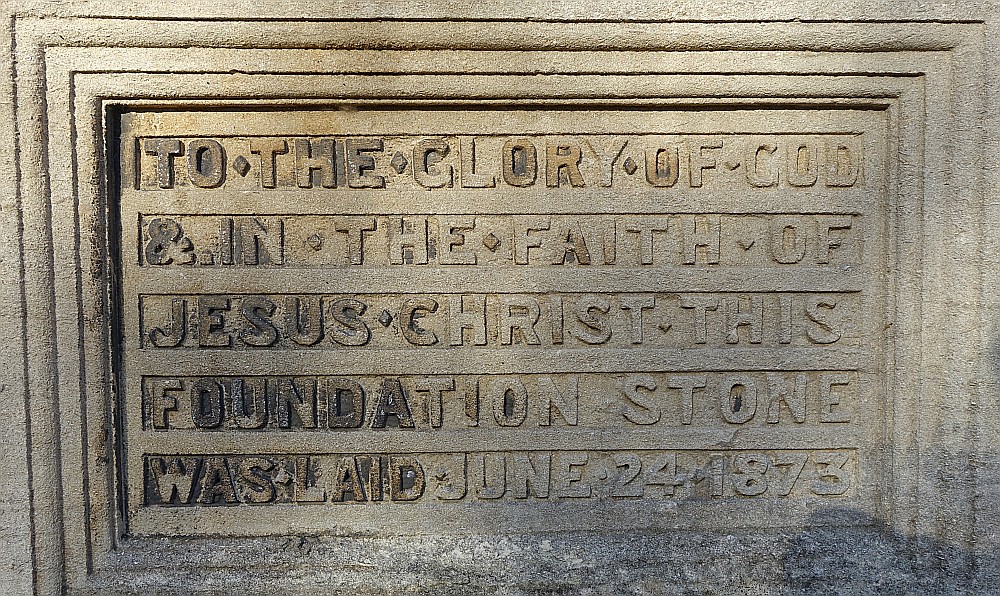 TO·THE·GLORY·OF·GOD
&.IN·THE·FAITH·OF
JESUS·CHRIST·THIS
FOUNDATION STONE
WAS·LAID·JUNE·24·1873